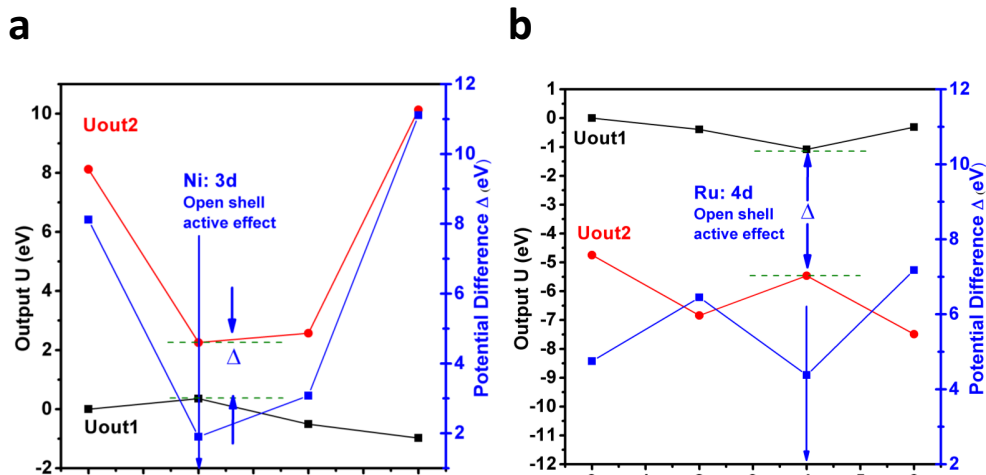 a
b
Uout2
Ni: 3d
Open shell
active effect
Δ
Uout1
Output U (eV)
10
8
6
4
2
0
-2
Potential Difference Δ (eV)
12
10
8
6
4
2
Uout1
Ru: 4d
Open shell
active effect
Δ
Uout2
Output U (eV)
1
0
-1
-2
-3
-4
-5
-6
-7
-8
-9
-10
-11
-12
Potential Difference Δ (eV)
12
10
8
6
4
2